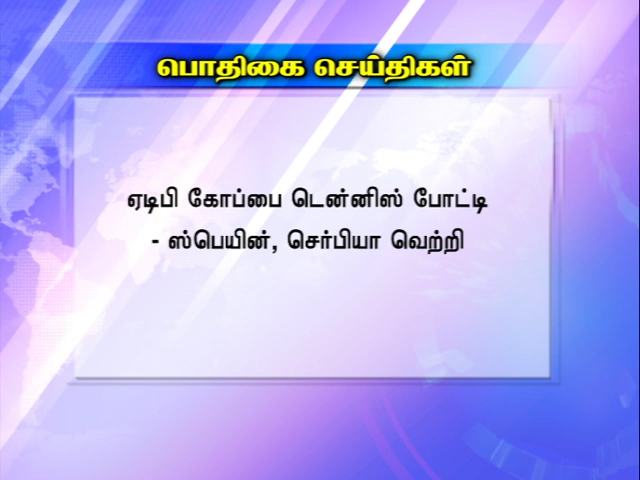 பொதிகை செய்திகள்
ஏடிபி கோப்பை டென்னிஸ் போட்டி
- ஸ்பெயின், செர்பியா வெற்றி